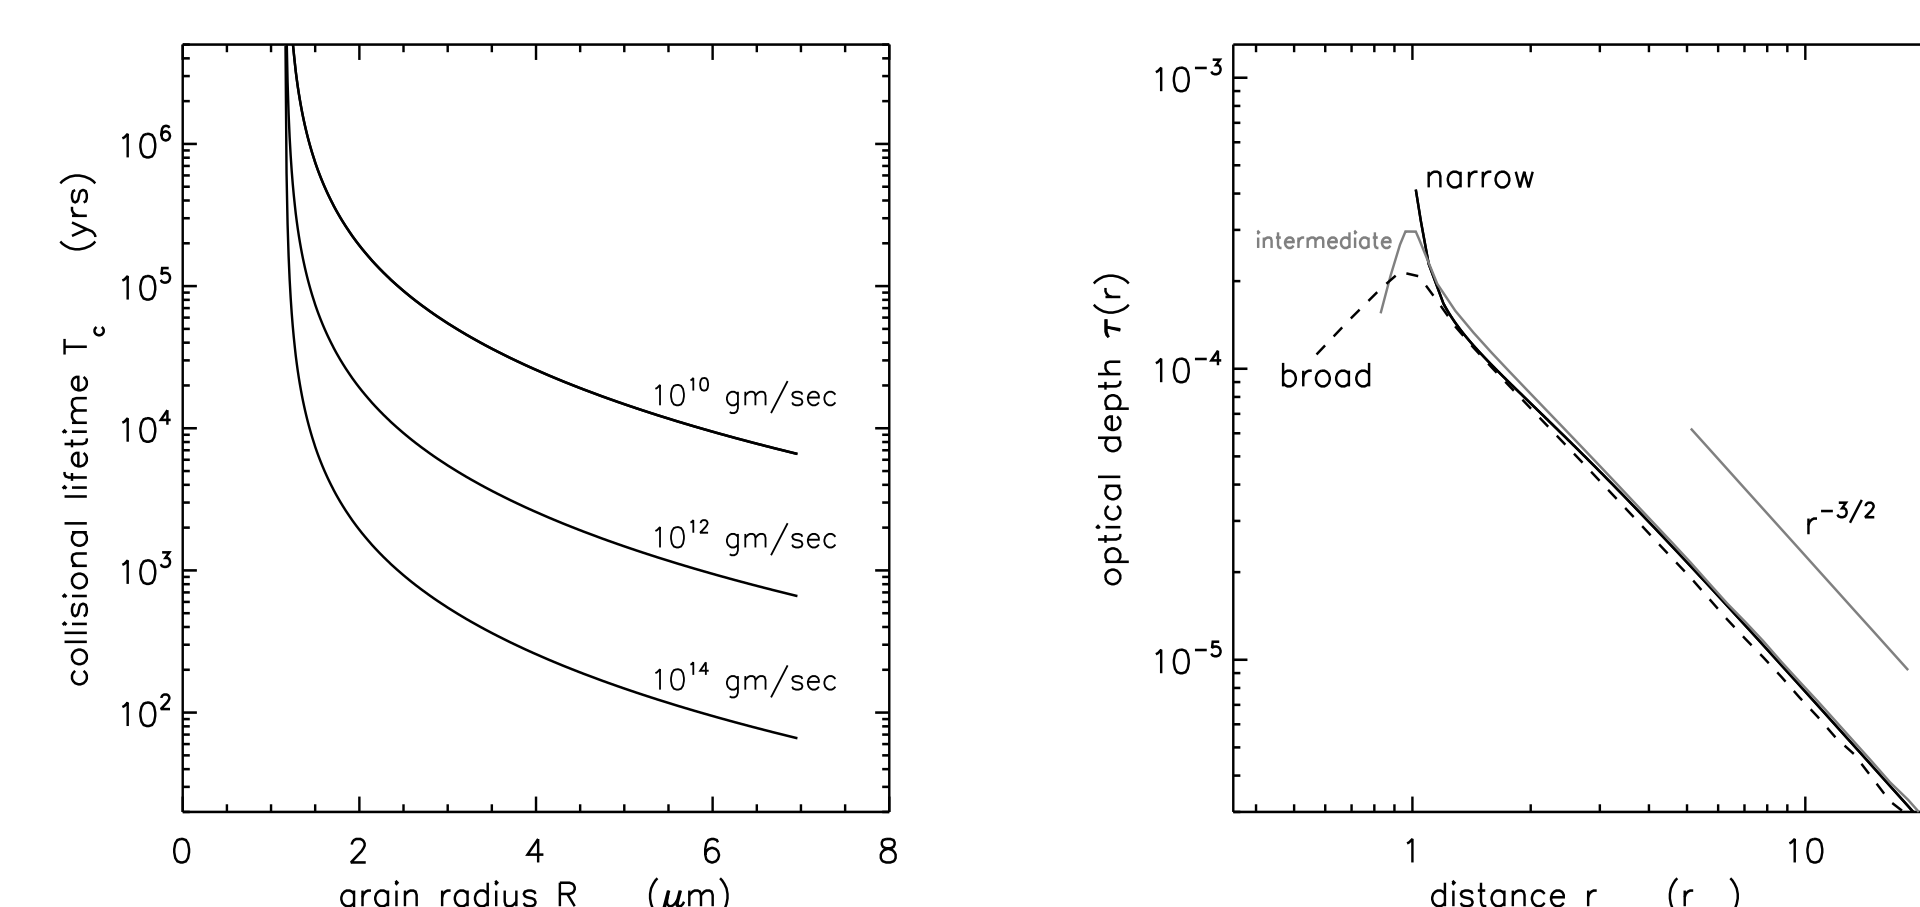 collisional lifetime T_c (yrs)
10^6
10^5
10^4
10^3
10^2
10^10 gm/sec
10^12 gm/sec
10^14 gm/sec
0 2 4 6 8
grain radius R (μm)
optical depth τ(r)
10^-3
10^-4
10^-5
narrow
intermediate
broad
r^-3/2
1 10
distance r (r )